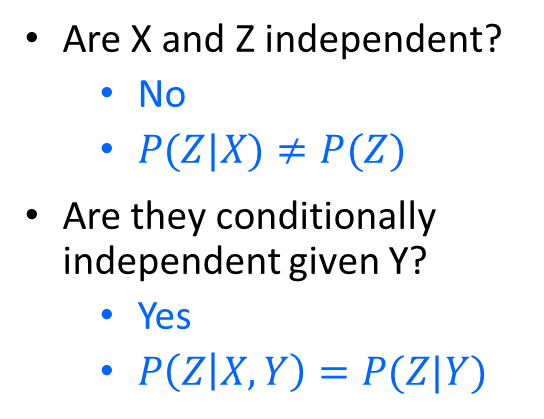 • Are X and Z independent?
• No
• P(Z|X) ≠ P(Z)
• Are they conditionally
independent given Y?
• Yes
• P(Z|X, Y) = P(Z|Y)